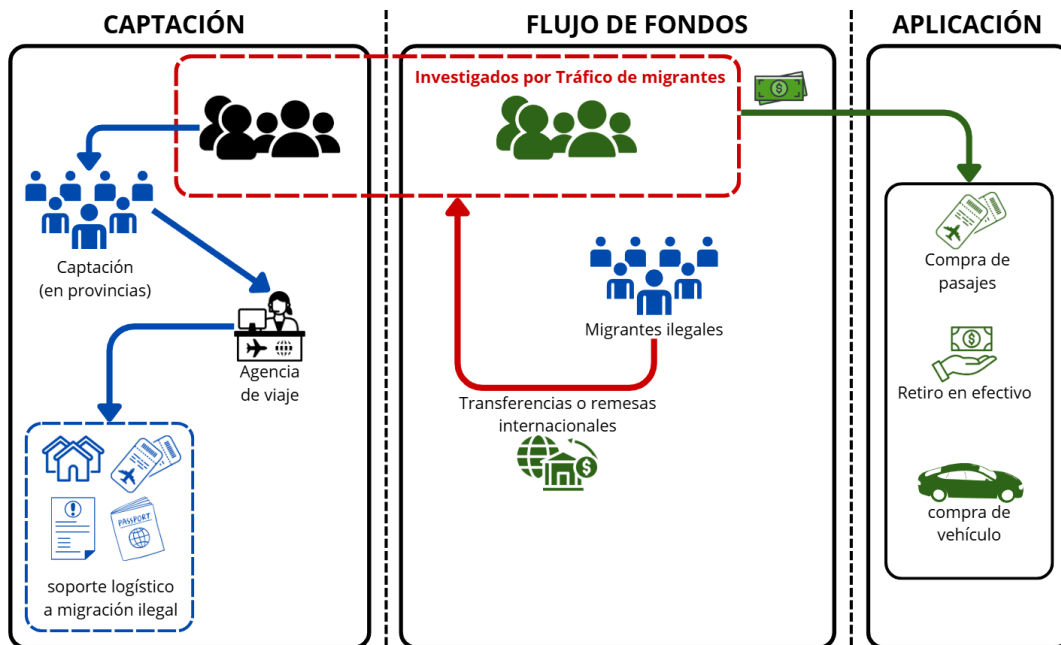 CAPTACIÓN
FLUJO DE FONDOS
APLICACIÓN
Investigados por Tráfico de migrantes
Captación
(en provincias)
Agencia
de viaje
PASSPORT
soporte logístico
a migración ilegal
Migrantes ilegales
Transferencias o remesas
internacionales
Compra de
pasajes
Retiro en efectivo
compra de
vehículo